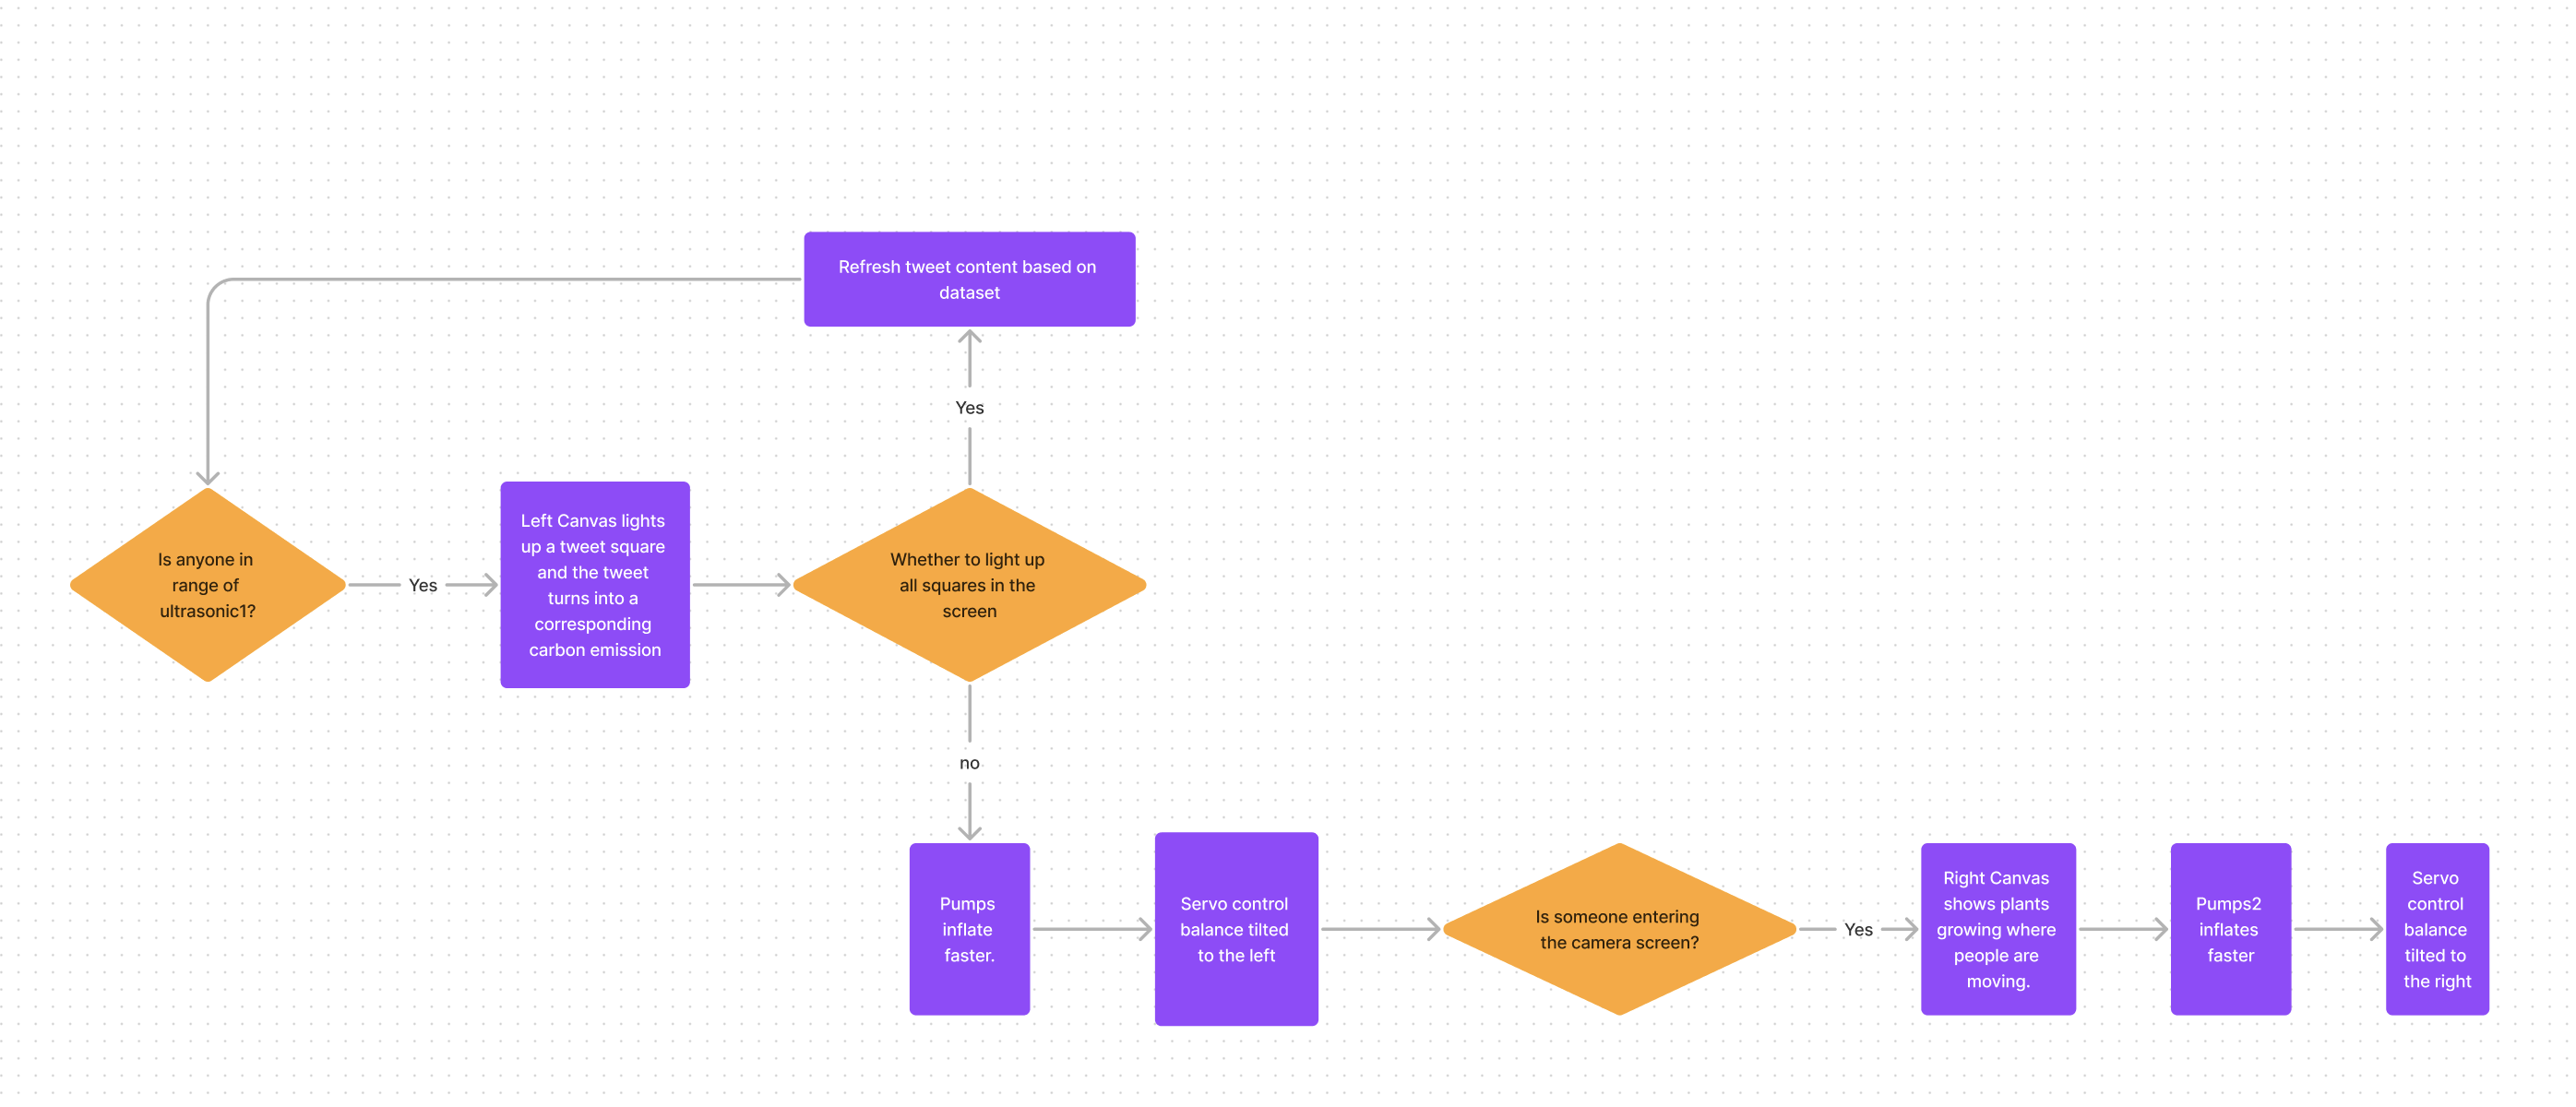 Refresh tweet content based on
dataset
Yes
Is anyone in
range of
ultrasonic1?
Yes
Left Canvas lights
up a tweet square
and the tweet
turns into a
corresponding
carbon emission
Whether to light up
all squares in the
screen
no
Pumps
inflate
faster.
Servo control
balance tilted
to the left
Is someone entering
the camera screen?
Yes
Right Canvas
shows plants
growing where
people are
moving.
Pumps2
inflates
faster
Servo
control
balance
tilted to
the right